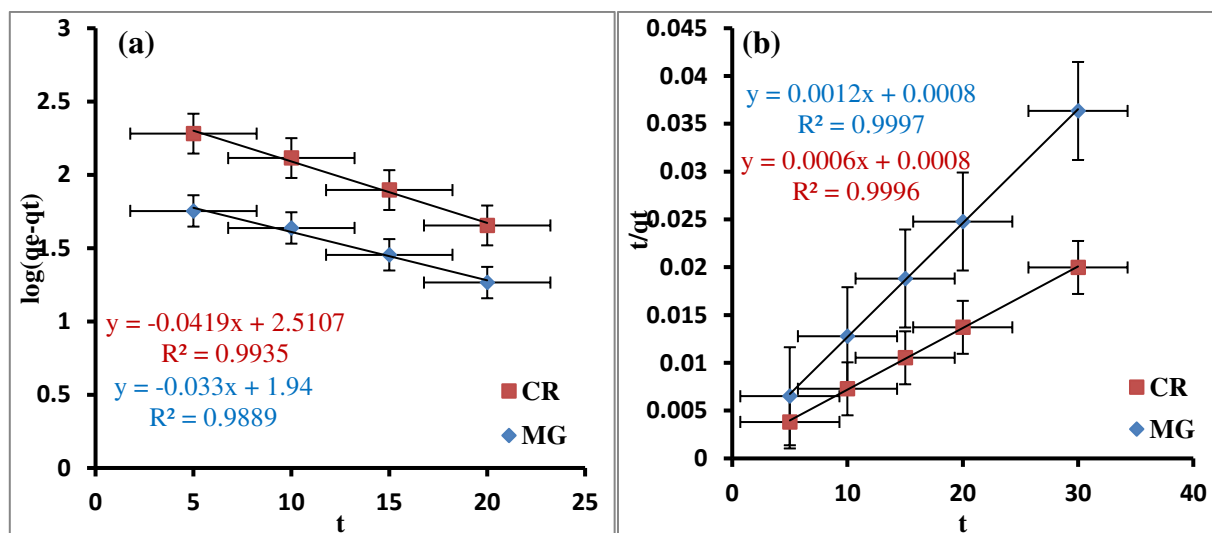 (a)
3
2.5
2
1.5
1
0.5
0
0
5
10
15
20
25
log(qe-qt)
t
y = -0.0419x + 2.5107
R² = 0.9935
y = -0.033x + 1.94
R² = 0.9889
CR
MG
(b)
0.045
0.04
0.035
0.03
0.025
0.02
0.015
0.01
0.005
0
0
10
20
30
40
t/qt
t
y = 0.0012x + 0.0008
R² = 0.9997
y = 0.0006x + 0.0008
R² = 0.9996
CR
MG